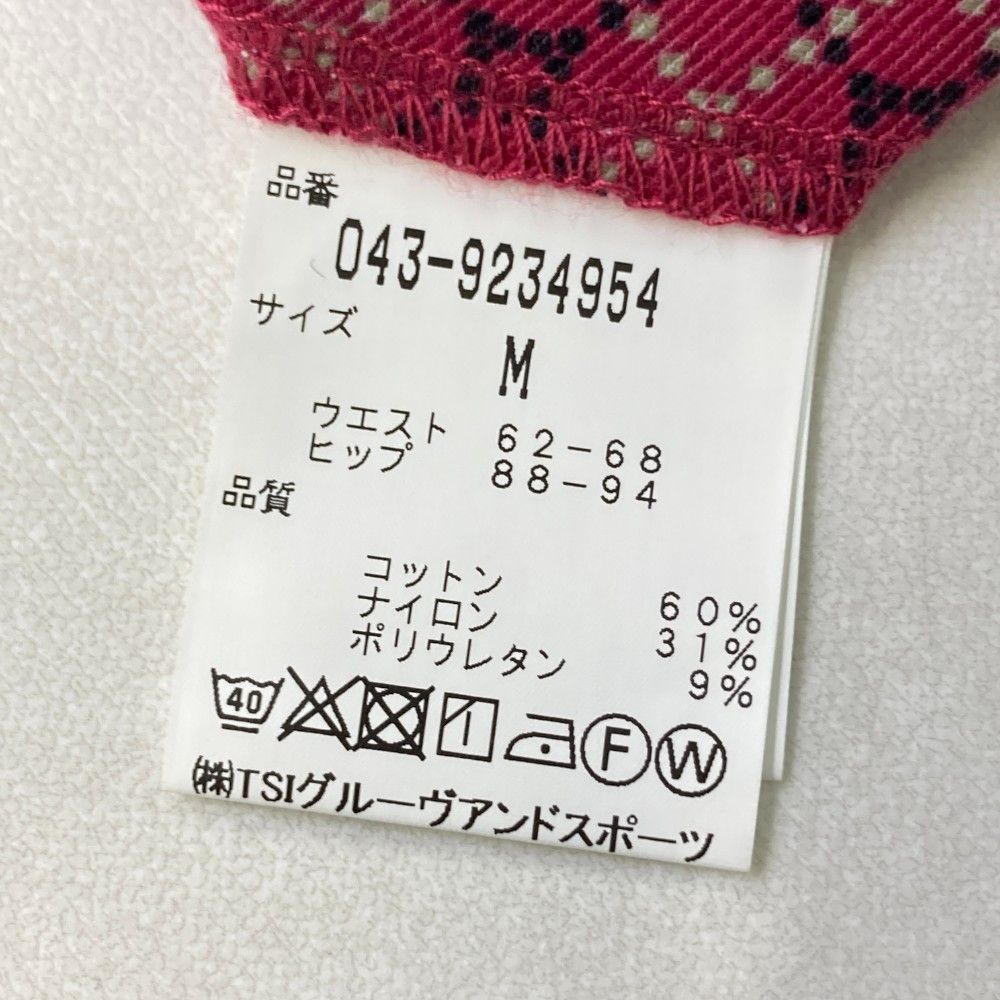 品番
043-9234954
サイズ
M
ウエスト 62-68
ヒップ 88-94
品質
コットン 60%
ナイロン 31%
ポリウレタン 9%
40 F W
㈱TSIグルーヴアンドスポーツ